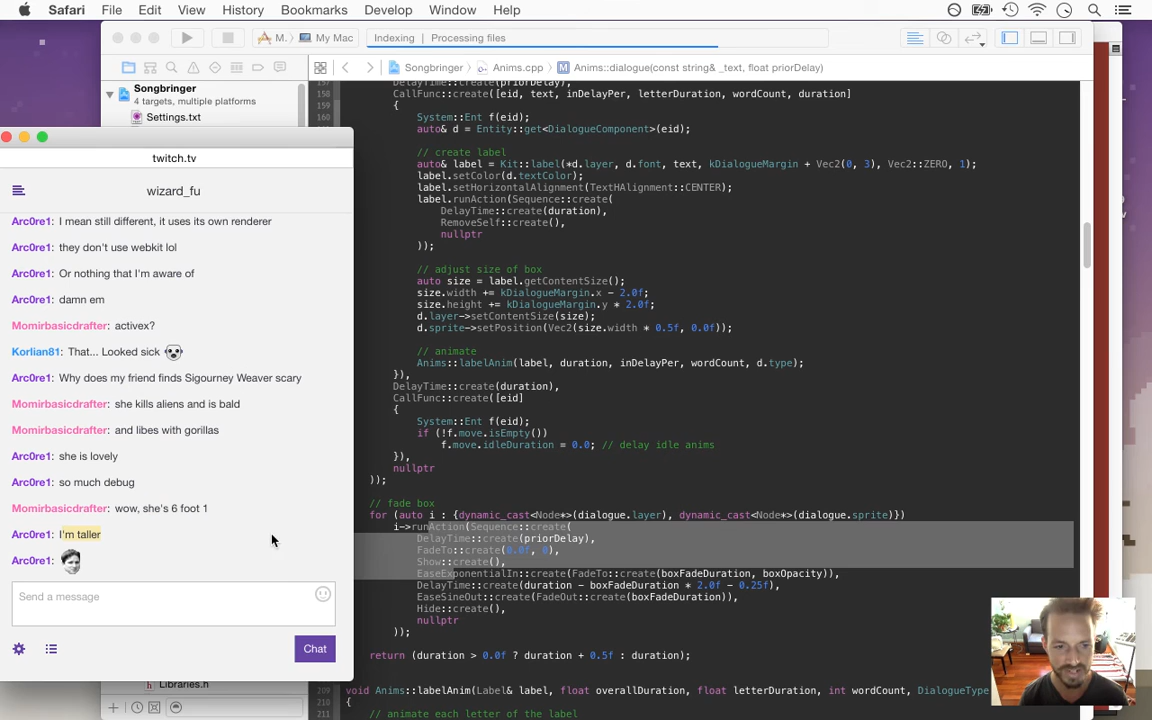 Safari File Edit View History Bookmarks Develop Window Help
M. My Mac
Indexing | Processing files
Songbringer Anims.cpp M Anims::dialogue(const string& _text, float priorDelay)
Songbringer
4 targets, multiple platforms
Settings.txt
twitch.tv
wizard_fu
Arc0re1: I mean still different, it uses its own renderer
Arc0re1: they don't use webkit lol
Arc0re1: Or nothing that I'm aware of
Arc0re1: damn em
Momirbasicdrafter: activex?
Korlian81: That... Looked sick
Arc0re1: Why does my friend finds Sigourney Weaver scary
Momirbasicdrafter: she kills aliens and is bald
Momirbasicdrafter: and libes with gorillas
Arc0re1: she is lovely
Arc0re1: so much debug
Momirbasicdrafter: wow, she's 6 foot 1
Arc0re1: I'm taller
Arc0re1:
Send a message
Chat
Libraries.h
157 DelayTime::create(priorDelay),
158 CallFunc::create([eid, text, inDelayPer, letterDuration, wordCount, duration]
159 {
160 System::Ent f(eid);
auto& d = Entity::get<DialogueComponent>(eid);
// create label
auto& label = Kit::label(*d.layer, d.font, text, kDialogueMargin + Vec2(0, 3), Vec2::ZERO, 1);
label.setColor(d.textColor);
label.setHorizontalAlignment(TextHAlignment::CENTER);
label.runAction(Sequence::create(
DelayTime::create(duration),
RemoveSelf::create(),
nullptr
));
// adjust size of box
auto size = label.getContentSize();
size.width += kDialogueMargin.x - 2.0f;
size.height += kDialogueMargin.y * 2.0f;
d.layer->setContentSize(size);
d.sprite->setPosition(Vec2(size.width * 0.5f, 0.0f));
// animate
Anims::labelAnim(label, duration, inDelayPer, wordCount, d.type);
}),
DelayTime::create(duration),
CallFunc::create([eid]
{
System::Ent f(eid);
if (!f.move.isEmpty())
f.move.idleDuration = 0.0; // delay idle anims
}),
nullptr
));
// fade box
for (auto i : {dynamic_cast<Node*>(dialogue.layer), dynamic_cast<Node*>(dialogue.sprite)})
i->runAction(Sequence::create(
DelayTime::create(priorDelay),
FadeTo::create(0.0f, 0),
Show::create(),
EaseExponentialIn::create(FadeTo::create(boxFadeDuration, boxOpacity)),
DelayTime::create(duration - boxFadeDuration * 2.0f - 0.25f),
EaseSineOut::create(FadeOut::create(boxFadeDuration)),
Hide::create(),
nullptr
));
return (duration > 0.0f ? duration + 0.5f : duration);
209 void Anims::labelAnim(Label& label, float overallDuration, float letterDuration, int wordCount, DialogueType
210 {
211 // animate each letter of the label